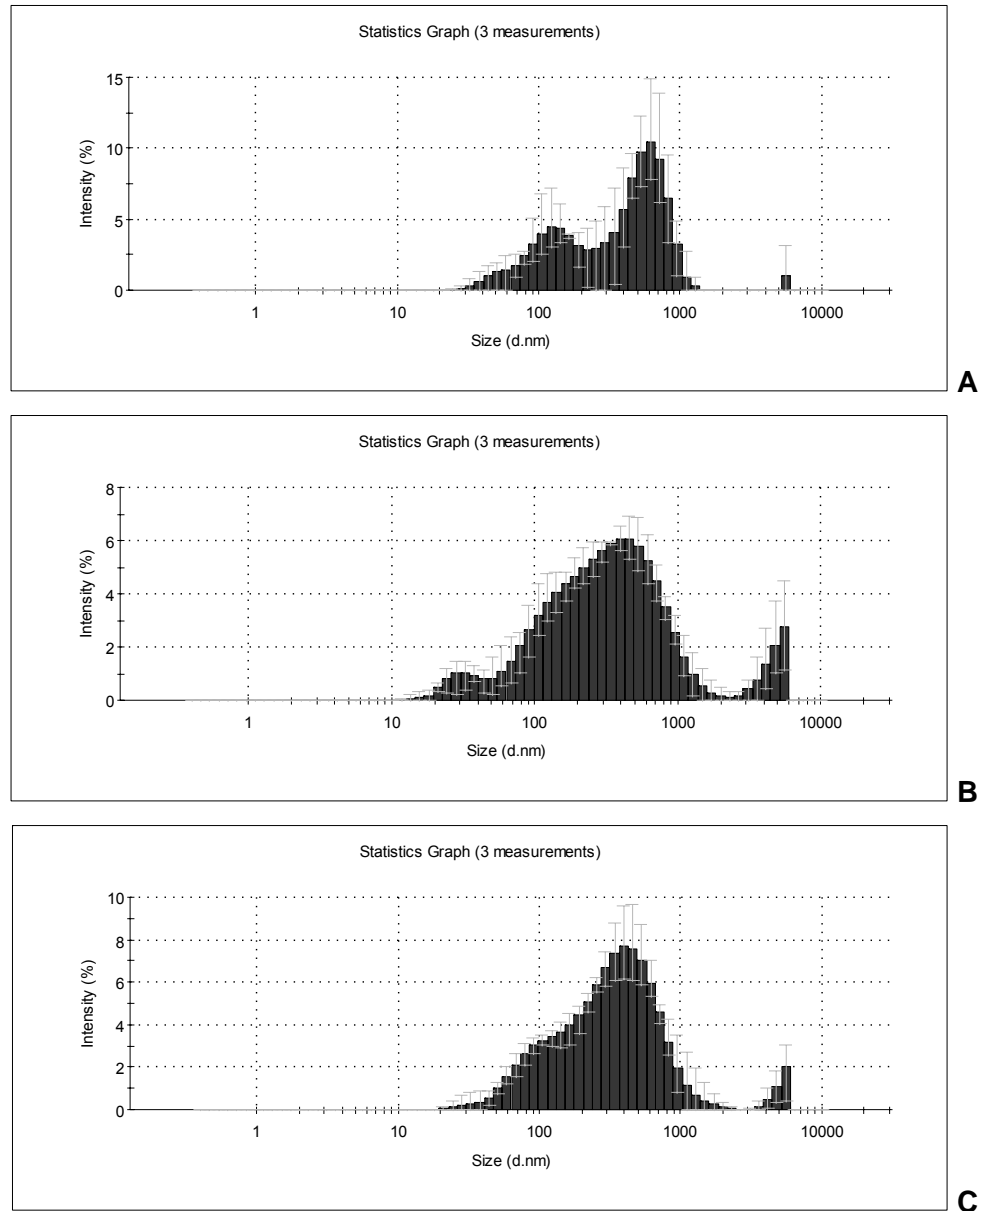 Statistics Graph (3 measurements)
15
10
5
0
Intensity (%)
1 10 100 1000 10000
Size (d.nm)
A
Statistics Graph (3 measurements)
8
6
4
2
0
Intensity (%)
1 10 100 1000 10000
Size (d.nm)
B
Statistics Graph (3 measurements)
10
8
6
4
2
0
Intensity (%)
1 10 100 1000 10000
Size (d.nm)
C